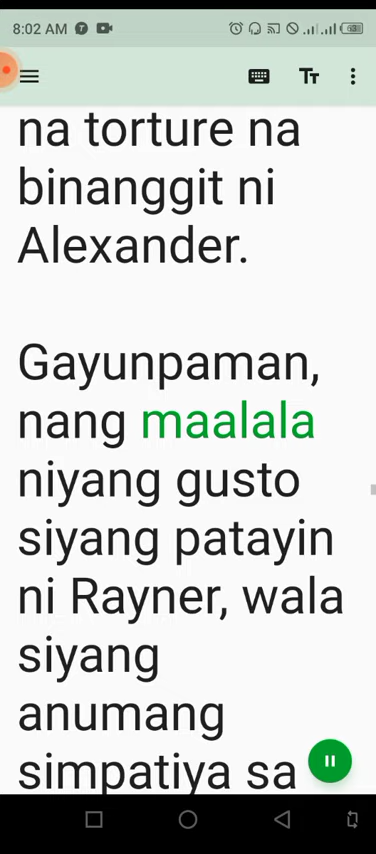 8:02 AM
na torture na
binanggit ni
Alexander.
Gayunpaman,
nang maalala
niyang gusto
siyang patayin
ni Rayner, wala
siyang
anumang
simpatiya sa